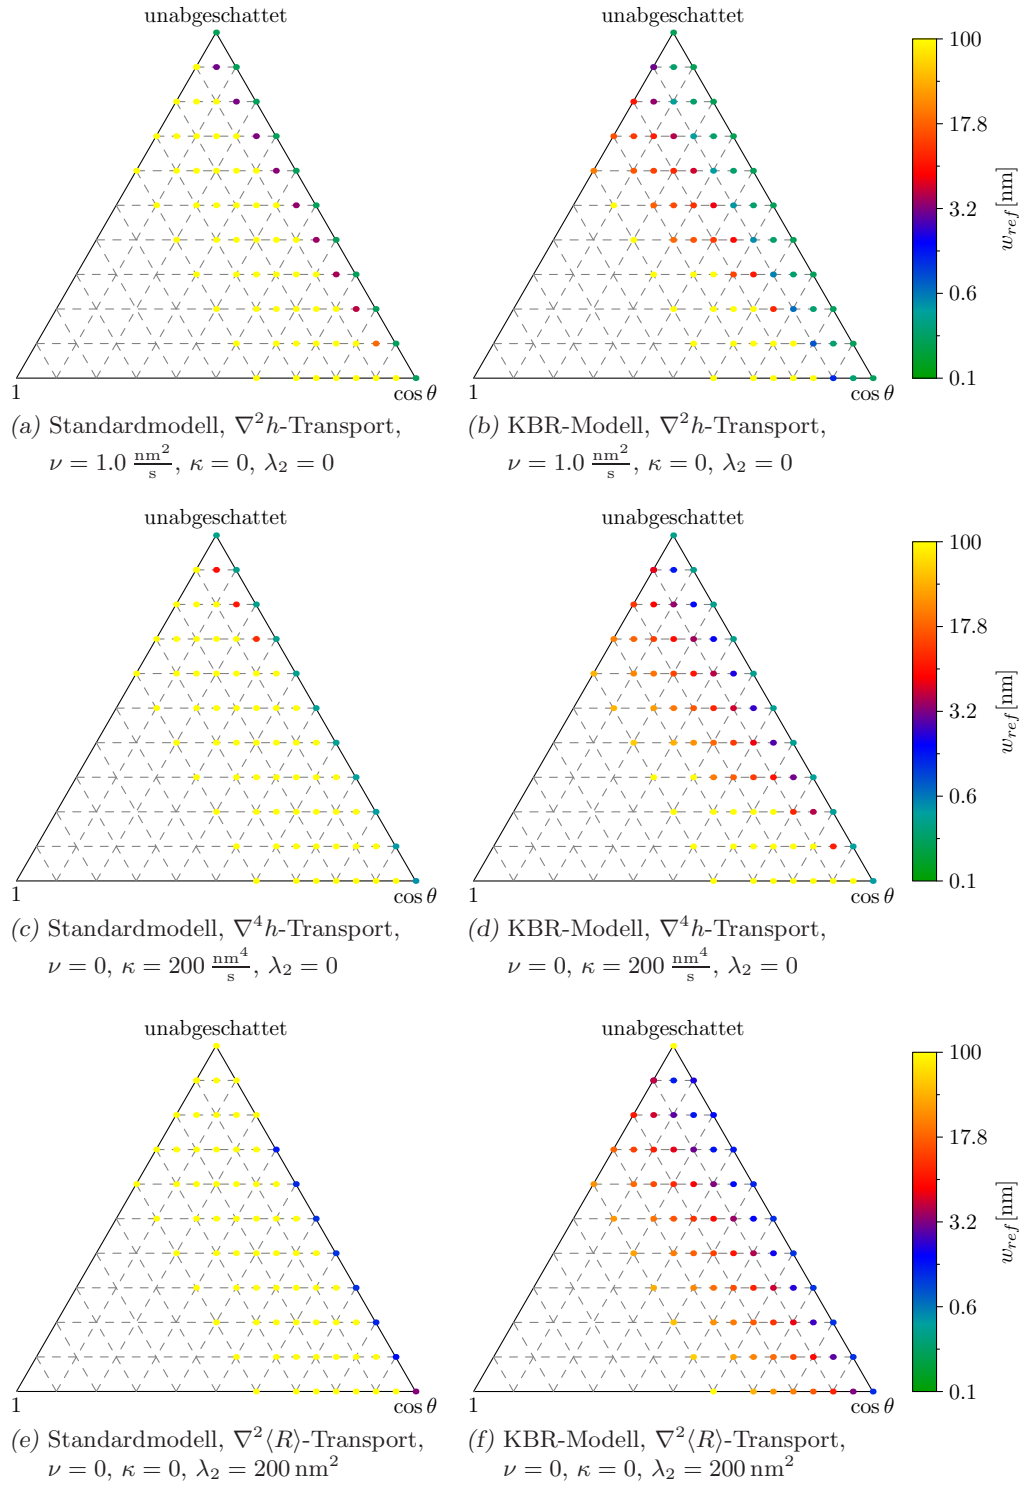 unabgeschattet
1
cos θ
(a) Standardmodell, ∇²h-Transport,
ν = 1.0 nm²/s, κ = 0, λ₂ = 0
unabgeschattet
1
cos θ
(b) KBR-Modell, ∇²h-Transport,
ν = 1.0 nm²/s, κ = 0, λ₂ = 0
100
17.8
3.2
0.6
0.1
w_ref [nm]
unabgeschattet
1
cos θ
(c) Standardmodell, ∇⁴h-Transport,
ν = 0, κ = 200 nm⁴/s, λ₂ = 0
unabgeschattet
1
cos θ
(d) KBR-Modell, ∇⁴h-Transport,
ν = 0, κ = 200 nm⁴/s, λ₂ = 0
100
17.8
3.2
0.6
0.1
w_ref [nm]
unabgeschattet
1
cos θ
(e) Standardmodell, ∇²⟨R⟩-Transport,
ν = 0, κ = 0, λ₂ = 200 nm²
unabgeschattet
1
cos θ
(f) KBR-Modell, ∇²⟨R⟩-Transport,
ν = 0, κ = 0, λ₂ = 200 nm²
100
17.8
3.2
0.6
0.1
w_ref [nm]